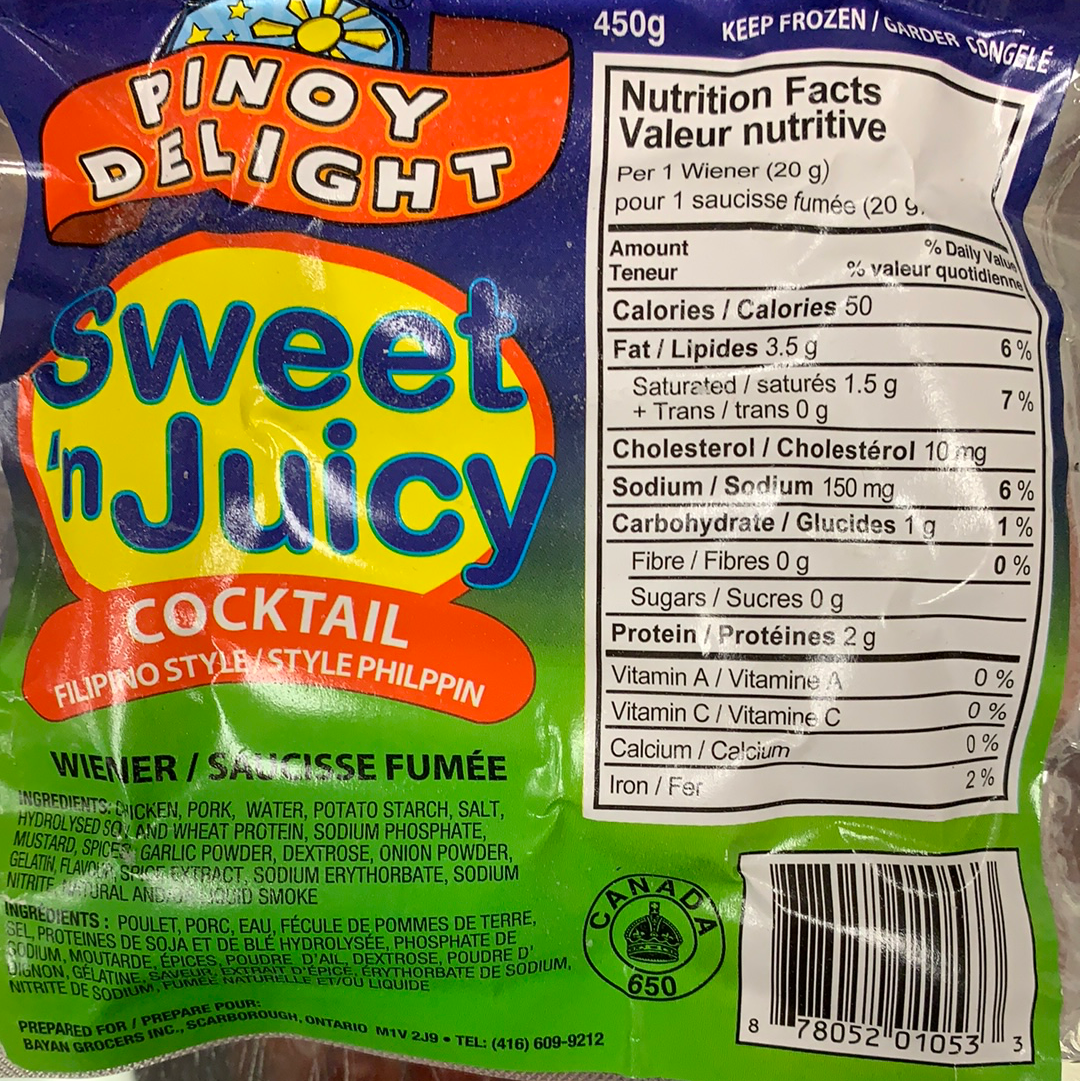 PINOY
DELIGHT
Sweet
'n Juicy
COCKTAIL
FILIPINO STYLE / STYLE PHILPPIN
WIENER / SAUCISSE FUMÉE
INGREDIENTS: CHICKEN, PORK, WATER, POTATO STARCH, SALT,
HYDROLYSED SOY AND WHEAT PROTEIN, SODIUM PHOSPHATE,
MUSTARD, SPICES, GARLIC POWDER, DEXTROSE, ONION POWDER,
GELATIN, FLAVOUR, SPICE EXTRACT, SODIUM ERYTHORBATE, SODIUM
NITRITE, NATURAL AND/OR LIQUID SMOKE
INGRÉDIENTS : POULET, PORC, EAU, FÉCULE DE POMMES DE TERRE,
SEL, PROTEINES DE SOJA ET DE BLÉ HYDROLYSÉE, PHOSPHATE DE
SODIUM, MOUTARDE, ÉPICES, POUDRE D'AIL, DEXTROSE, POUDRE D'
OIGNON, GÉLATINE, SAVEUR, EXTRAIT D'ÉPICE, ÉRYTHORBATE DE SODIUM,
NITRITE DE SODIUM, FUMÉE NATURELLE ET/OU LIQUIDE
PREPARED FOR / PREPARE POUR:
BAYAN GROCERS INC., SCARBOROUGH, ONTARIO M1V 2J9 • TEL: (416) 609-9212
450g
KEEP FROZEN / GARDER CONGELÉ
Nutrition Facts
Valeur nutritive
Per 1 Wiener (20 g)
pour 1 saucisse fumée (20 g
Amount % Daily Value
Teneur % valeur quotidienne
Calories / Calories 50
Fat / Lipides 3.5 g 6 %
Saturated / saturés 1.5 g
+ Trans / trans 0 g 7 %
Cholesterol / Cholestérol 10 mg
Sodium / Sodium 150 mg 6 %
Carbohydrate / Glucides 1 g 1 %
Fibre / Fibres 0 g 0 %
Sugars / Sucres 0 g
Protein / Protéines 2 g
Vitamin A / Vitamine A 0 %
Vitamin C / Vitamine C 0 %
Calcium / Calcium 0 %
Iron / Fer 2 %
CANADA
650
8 78052 01053 3